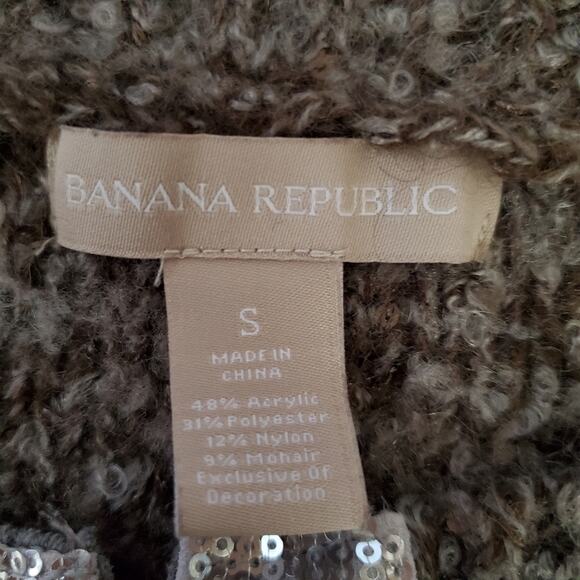 BANANA REPUBLIC
S
MADE IN
CHINA
48% Acrylic
31% Polyester
12% Nylon
9% Mohair
Exclusive Of
Decoration